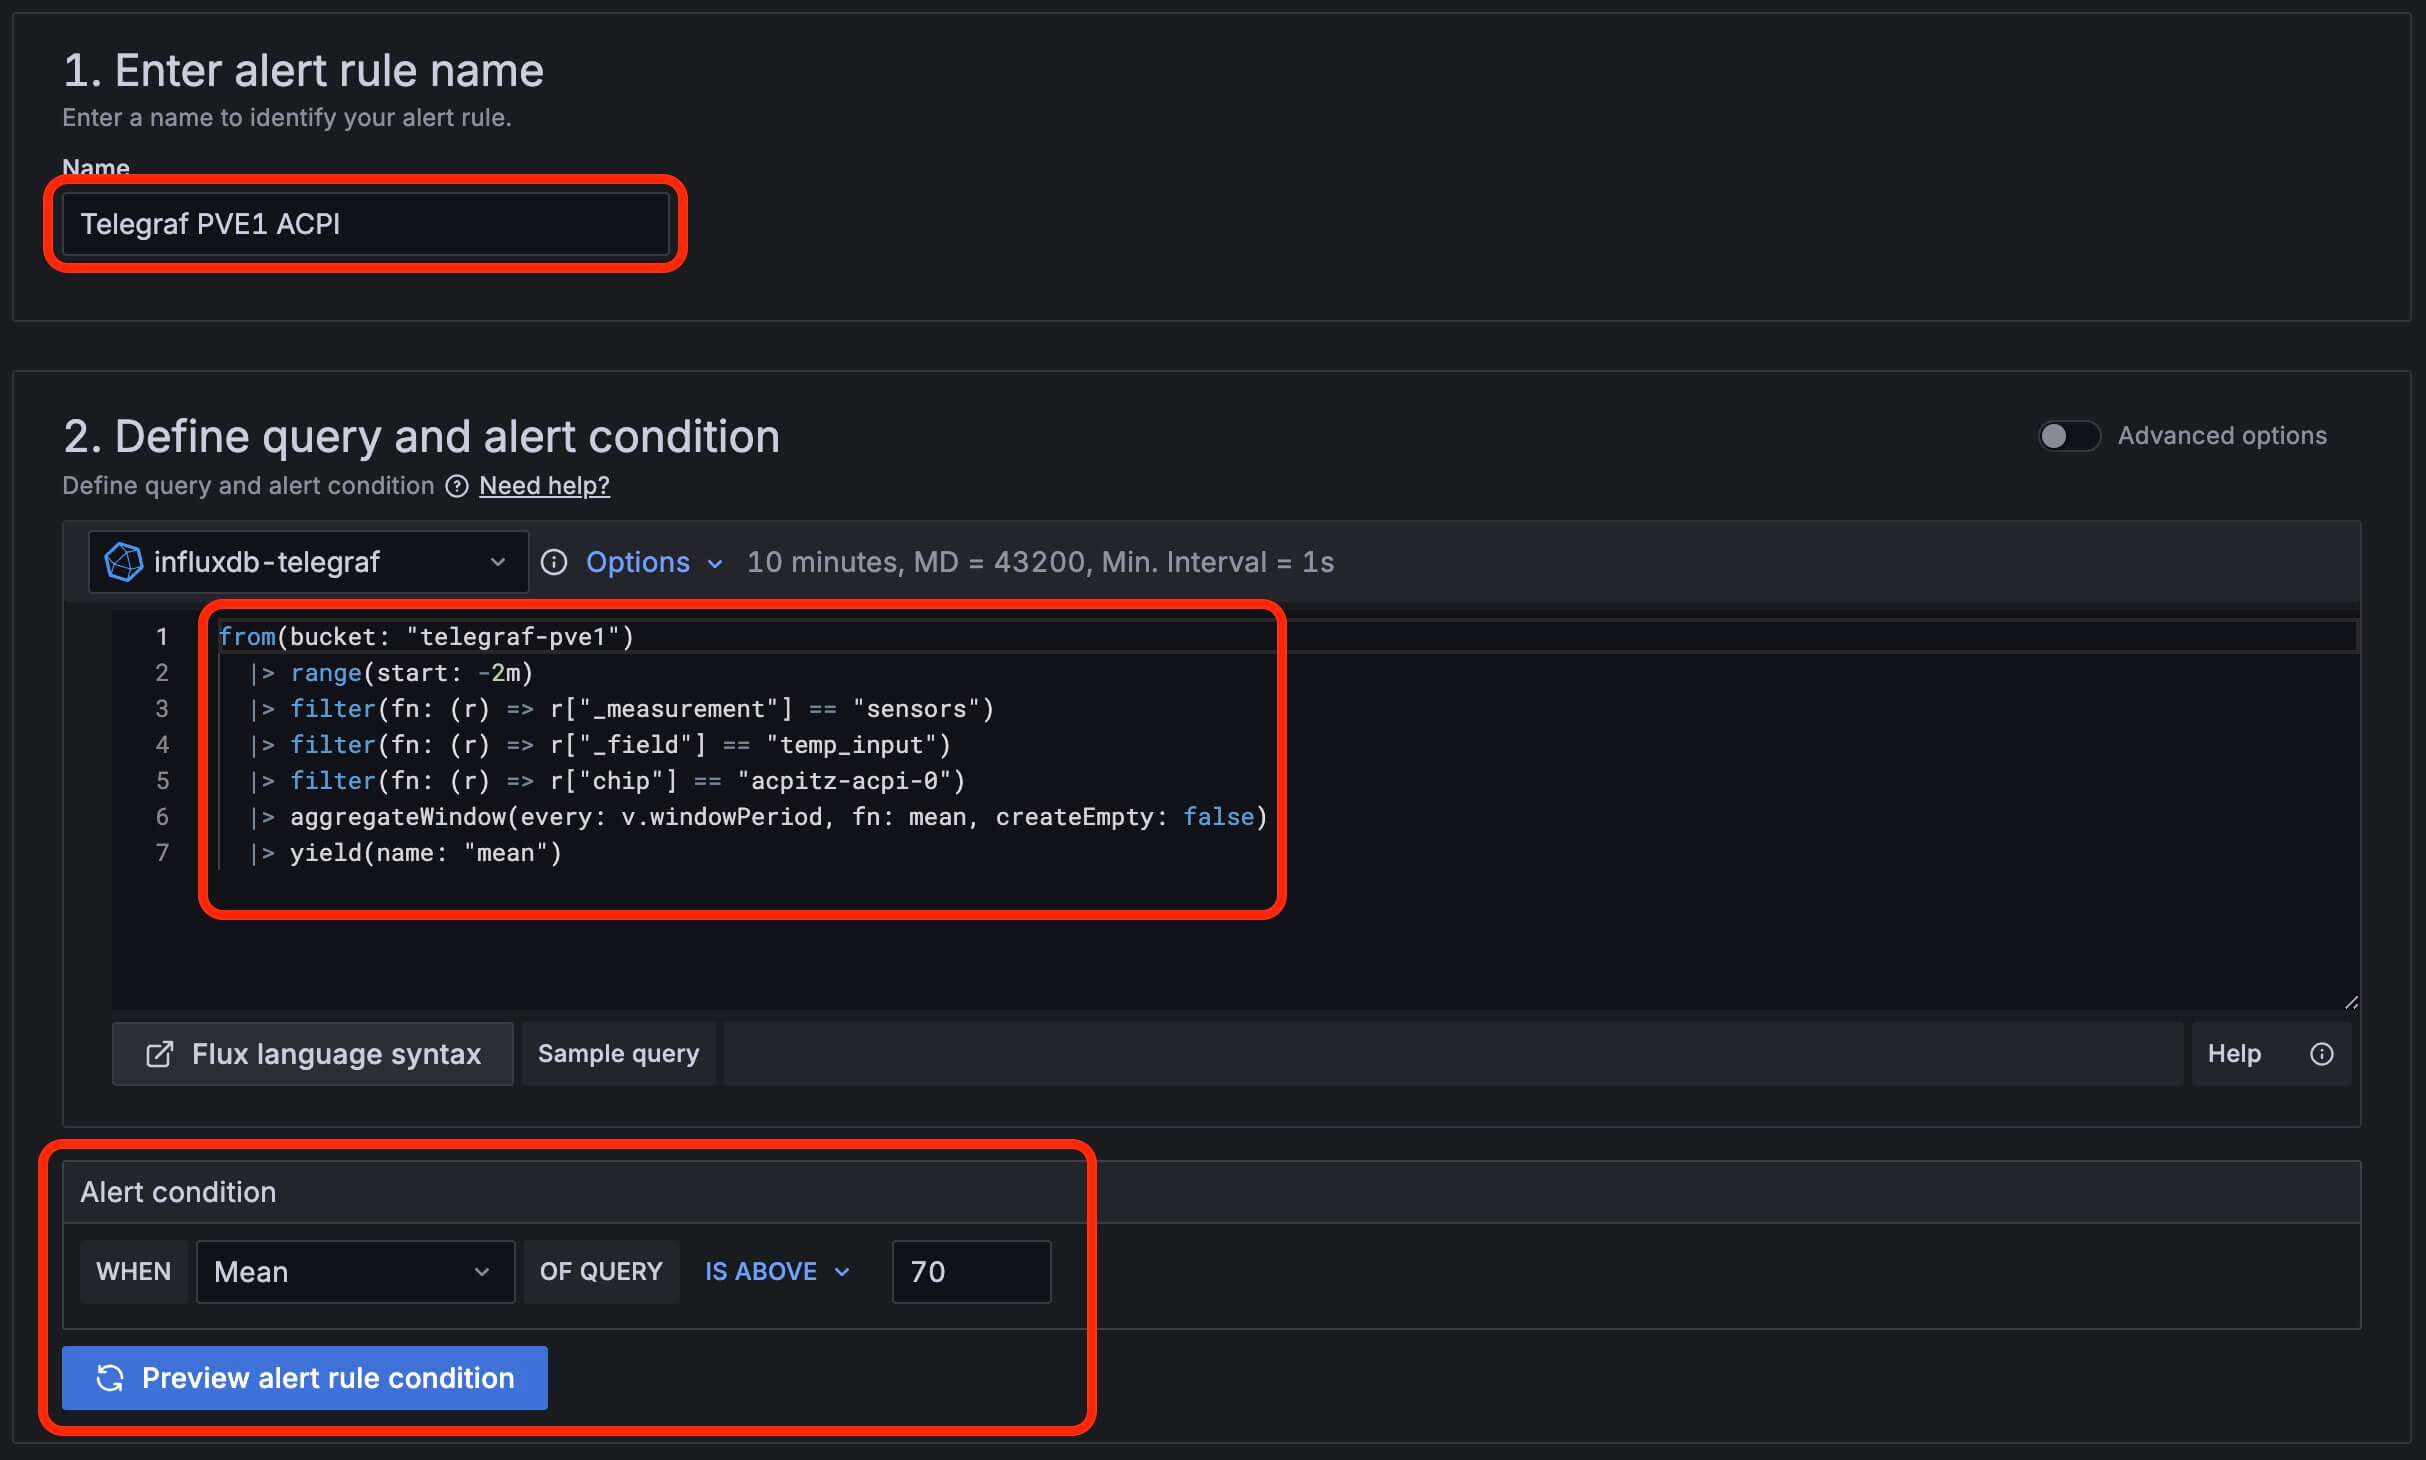 1. Enter alert rule name
Enter a name to identify your alert rule.
Name
Telegraf PVE1 ACPI
2. Define query and alert condition
Advanced options
Define query and alert condition Need help?
influxdb-telegraf Options 10 minutes, MD = 43200, Min. Interval = 1s
1 from(bucket: "telegraf-pve1")
2 |> range(start: -2m)
3 |> filter(fn: (r) => r["_measurement"] == "sensors")
4 |> filter(fn: (r) => r["_field"] == "temp_input")
5 |> filter(fn: (r) => r["chip"] == "acpitz-acpi-0")
6 |> aggregateWindow(every: v.windowPeriod, fn: mean, createEmpty: false)
7 |> yield(name: "mean")
Flux language syntax Sample query Help
Alert condition
WHEN Mean OF QUERY IS ABOVE 70
Preview alert rule condition